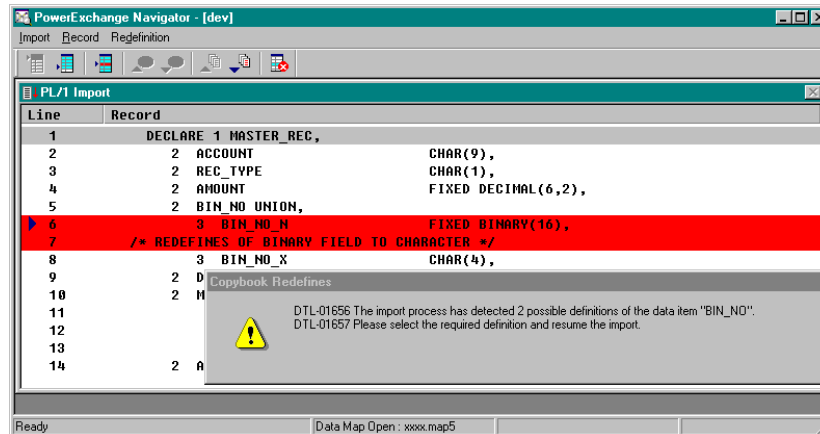 PowerExchange Navigator - [dev]
Import Record Redefinition
PL/1 Import
Line Record
1 DECLARE 1 MASTER_REC,
2 2 ACCOUNT CHAR(9),
3 2 REC_TYPE CHAR(1),
4 2 AMOUNT FIXED DECIMAL(6,2),
5 2 BIN_NO UNION,
6 3 BIN_NO_N FIXED BINARY(16),
7 /* REDEFINES OF BINARY FIELD TO CHARACTER */
8 3 BIN_NO_X CHAR(4),
9 2 D
10 2 M
11
12
13
14 2 A
Copybook Redefines
DTL-01656 The import process has detected 2 possible definitions of the data item "BIN_NO".
DTL-01657 Please select the required definition and resume the import.
Ready Data Map Open : xxxx.map5